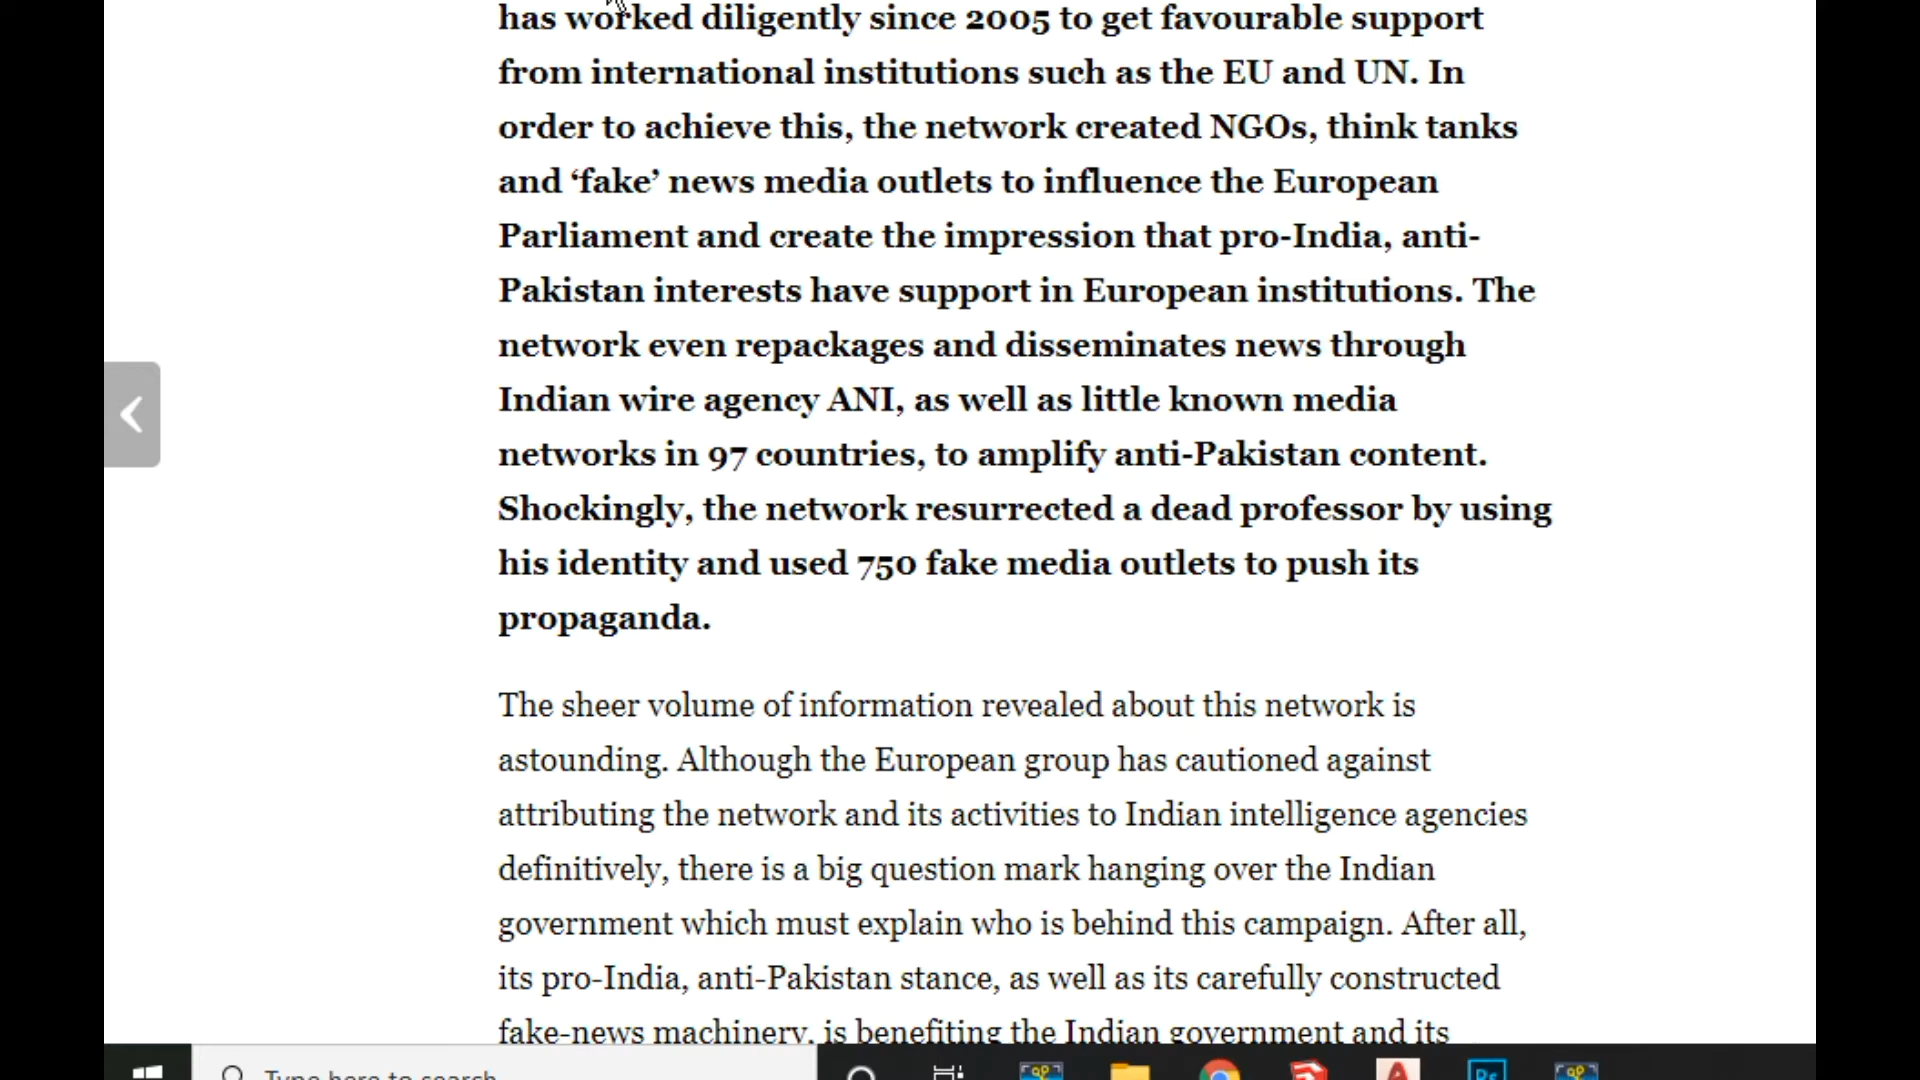 has worked diligently since 2005 to get favourable support
from international institutions such as the EU and UN. In
order to achieve this, the network created NGOs, think tanks
and ‘fake’ news media outlets to influence the European
Parliament and create the impression that pro-India, anti-
Pakistan interests have support in European institutions. The
network even repackages and disseminates news through
Indian wire agency ANI, as well as little known media
networks in 97 countries, to amplify anti-Pakistan content.
Shockingly, the network resurrected a dead professor by using
his identity and used 750 fake media outlets to push its
propaganda.
The sheer volume of information revealed about this network is
astounding. Although the European group has cautioned against
attributing the network and its activities to Indian intelligence agencies
definitively, there is a big question mark hanging over the Indian
government which must explain who is behind this campaign. After all,
its pro-India, anti-Pakistan stance, as well as its carefully constructed
fake-news machinery, is benefiting the Indian government and its
Type here to search
Ps